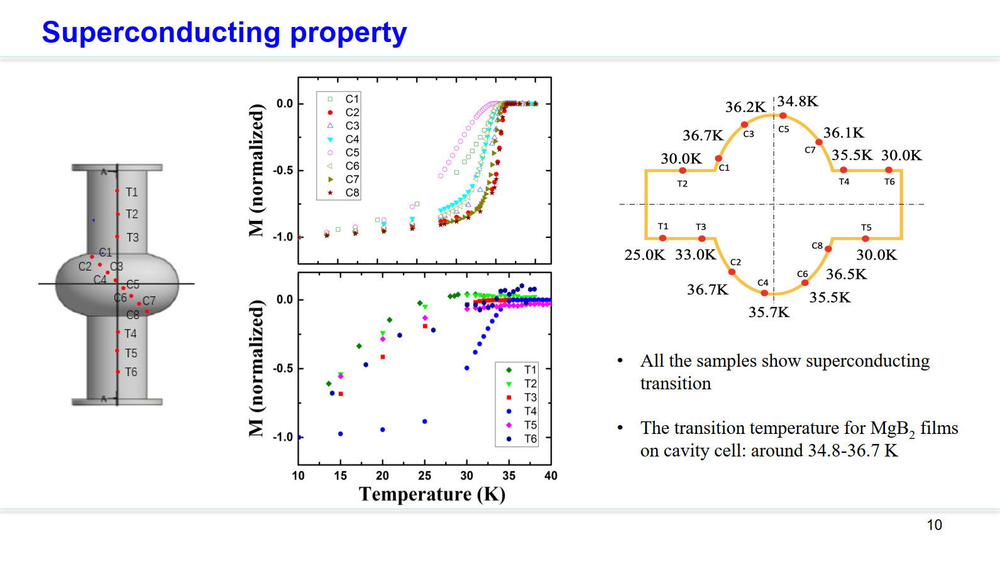 Superconducting property
A
T1
T2
T3
C1
C2
C3
C4
C5
C6
C7
C8
T4
T5
T6
A
M (normalized)
0.0
-0.5
-1.0
C1
C2
C3
C4
C5
C6
C7
C8
M (normalized)
0.0
-0.5
-1.0
T1
T2
T3
T4
T5
T6
10 15 20 25 30 35 40
Temperature (K)
36.2K 34.8K
C3 C5
36.7K 36.1K
C7
30.0K 35.5K 30.0K
C1
T2 T4 T6
T1 T3 T5
25.0K 33.0K 30.0K
C8
C2 36.5K
C6
C4
36.7K 35.5K
35.7K
• All the samples show superconducting
transition
• The transition temperature for MgB2 films
on cavity cell: around 34.8-36.7 K
10